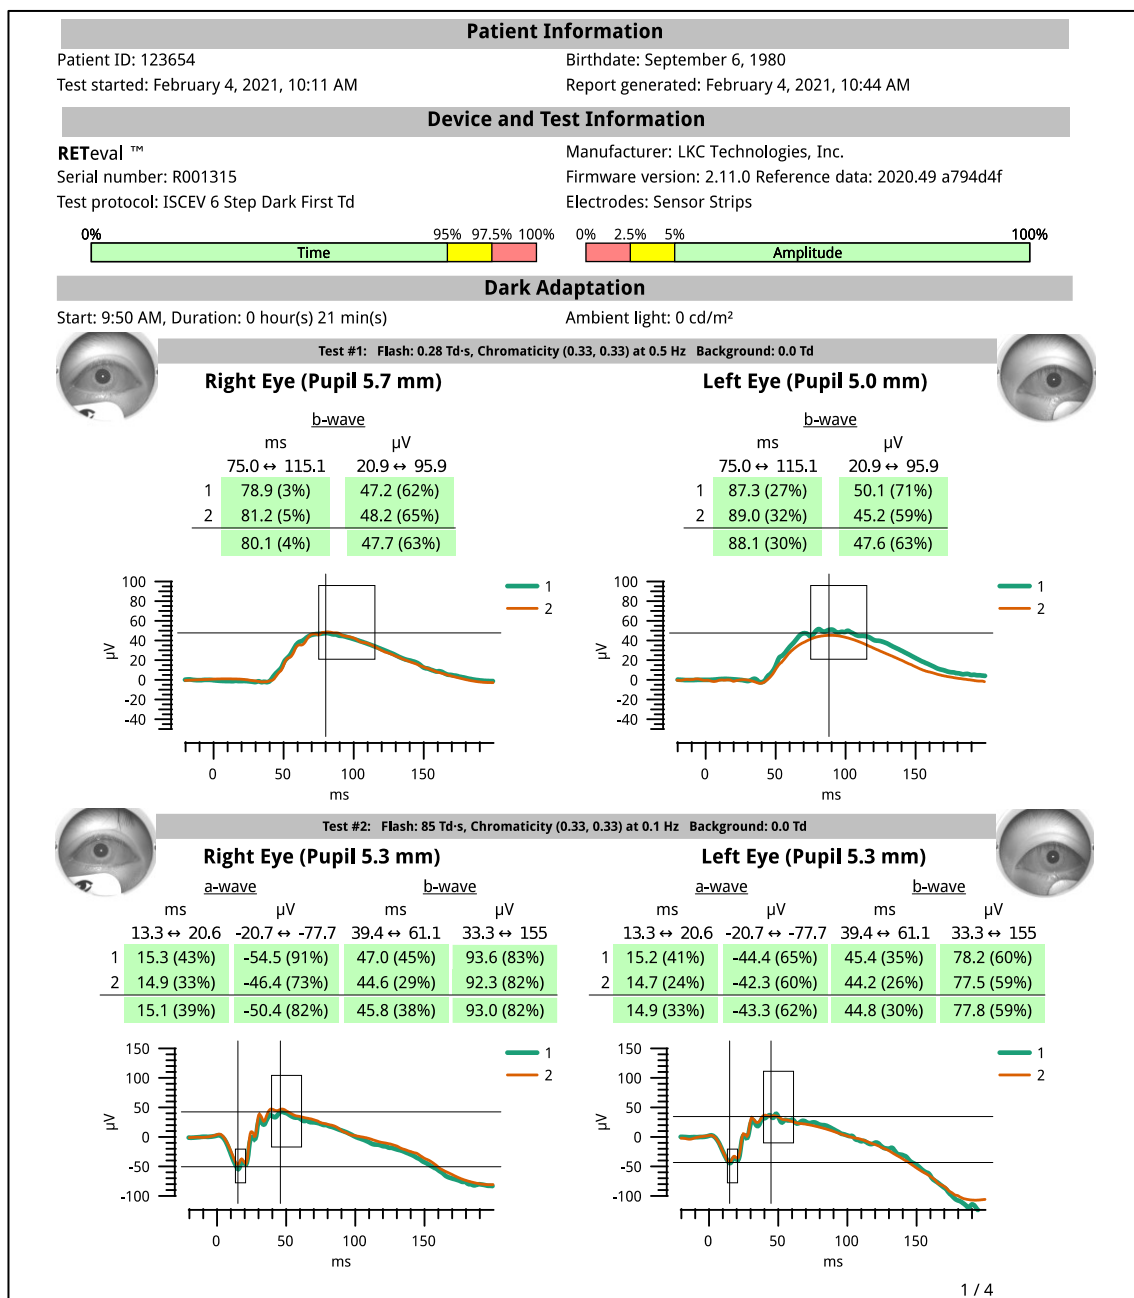 Patient Information
Patient ID: 123654 Birthdate: September 6, 1980
Test started: February 4, 2021, 10:11 AM Report generated: February 4, 2021, 10:44 AM
Device and Test Information
RETeval ™ Manufacturer: LKC Technologies, Inc.
Serial number: R001315 Firmware version: 2.11.0 Reference data: 2020.49 a794d4f
Test protocol: ISCEV 6 Step Dark First Td Electrodes: Sensor Strips
0% 95% 97.5% 100% 0% 2.5% 5% 100%
Time Amplitude
Dark Adaptation
Start: 9:50 AM, Duration: 0 hour(s) 21 min(s) Ambient light: 0 cd/m²
Test #1: Flash: 0.28 Td·s, Chromaticity (0.33, 0.33) at 0.5 Hz Background: 0.0 Td
Right Eye (Pupil 5.7 mm) Left Eye (Pupil 5.0 mm)
b-wave b-wave
ms µV ms µV
75.0 ↔ 115.1 20.9 ↔ 95.9 75.0 ↔ 115.1 20.9 ↔ 95.9
1 78.9 (3%) 47.2 (62%) 1 87.3 (27%) 50.1 (71%)
2 81.2 (5%) 48.2 (65%) 2 89.0 (32%) 45.2 (59%)
80.1 (4%) 47.7 (63%) 88.1 (30%) 47.6 (63%)
100 1 100 1
80 2 80 2
60 60
40 40
µV 20 µV 20
0 0
-20 -20
-40 -40
0 50 100 150 0 50 100 150
ms ms
Test #2: Flash: 85 Td·s, Chromaticity (0.33, 0.33) at 0.1 Hz Background: 0.0 Td
Right Eye (Pupil 5.3 mm) Left Eye (Pupil 5.3 mm)
a-wave b-wave a-wave b-wave
ms µV ms µV ms µV ms µV
13.3 ↔ 20.6 -20.7 ↔ -77.7 39.4 ↔ 61.1 33.3 ↔ 155 13.3 ↔ 20.6 -20.7 ↔ -77.7 39.4 ↔ 61.1 33.3 ↔ 155
1 15.3 (43%) -54.5 (91%) 47.0 (45%) 93.6 (83%) 1 15.2 (41%) -44.4 (65%) 45.4 (35%) 78.2 (60%)
2 14.9 (33%) -46.4 (73%) 44.6 (29%) 92.3 (82%) 2 14.7 (24%) -42.3 (60%) 44.2 (26%) 77.5 (59%)
15.1 (39%) -50.4 (82%) 45.8 (38%) 93.0 (82%) 14.9 (33%) -43.3 (62%) 44.8 (30%) 77.8 (59%)
150 1 150 1
100 2 100 2
µV 50 µV 50
0 0
-50 -50
-100 -100
0 50 100 150 0 50 100 150
ms ms
1 / 4